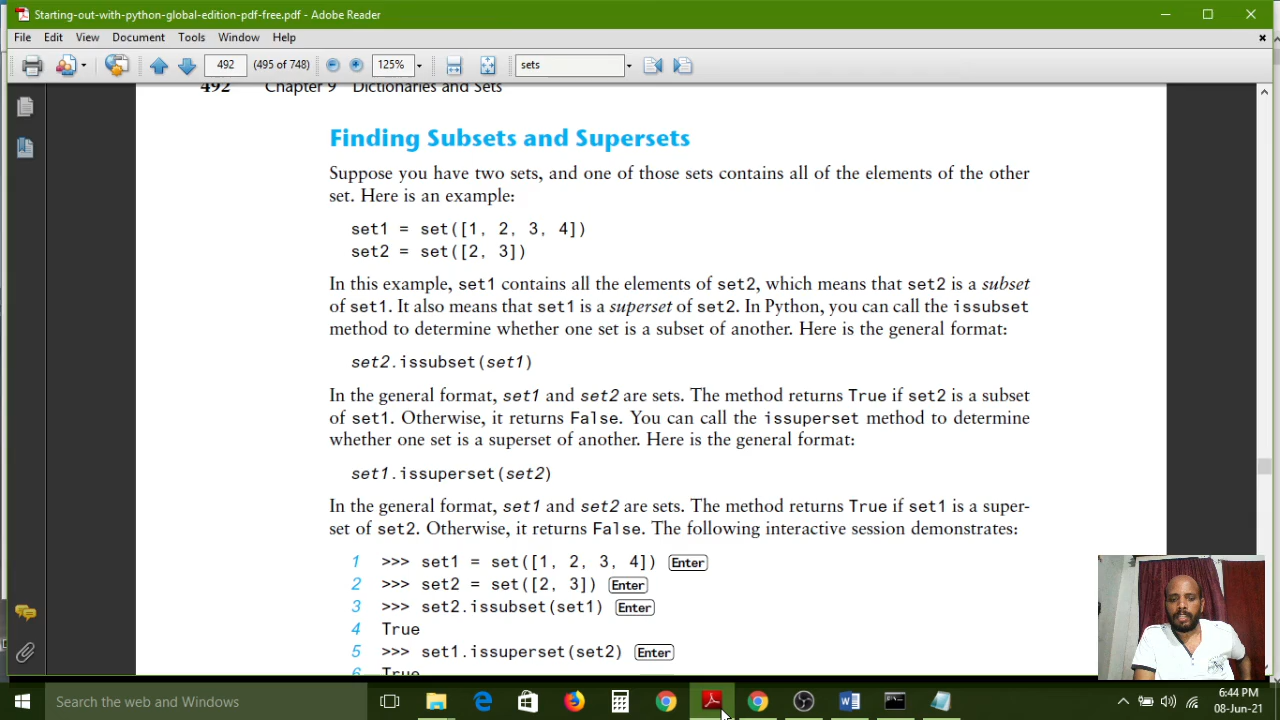 Starting-out-with-python-global-edition-pdf-free.pdf - Adobe Reader
File Edit View Document Tools Window Help
492 (495 of 748) 125% sets
492 Chapter 9 Dictionaries and Sets
Finding Subsets and Supersets
Suppose you have two sets, and one of those sets contains all of the elements of the other
set. Here is an example:
set1 = set([1, 2, 3, 4])
set2 = set([2, 3])
In this example, set1 contains all the elements of set2, which means that set2 is a subset
of set1. It also means that set1 is a superset of set2. In Python, you can call the issubset
method to determine whether one set is a subset of another. Here is the general format:
set2.issubset(set1)
In the general format, set1 and set2 are sets. The method returns True if set2 is a subset
of set1. Otherwise, it returns False. You can call the issuperset method to determine
whether one set is a superset of another. Here is the general format:
set1.issuperset(set2)
In the general format, set1 and set2 are sets. The method returns True if set1 is a super-
set of set2. Otherwise, it returns False. The following interactive session demonstrates:
1 >>> set1 = set([1, 2, 3, 4]) Enter
2 >>> set2 = set([2, 3]) Enter
3 >>> set2.issubset(set1) Enter
4 True
5 >>> set1.issuperset(set2) Enter
6 True
Search the web and Windows
6:44 PM
08-Jun-21